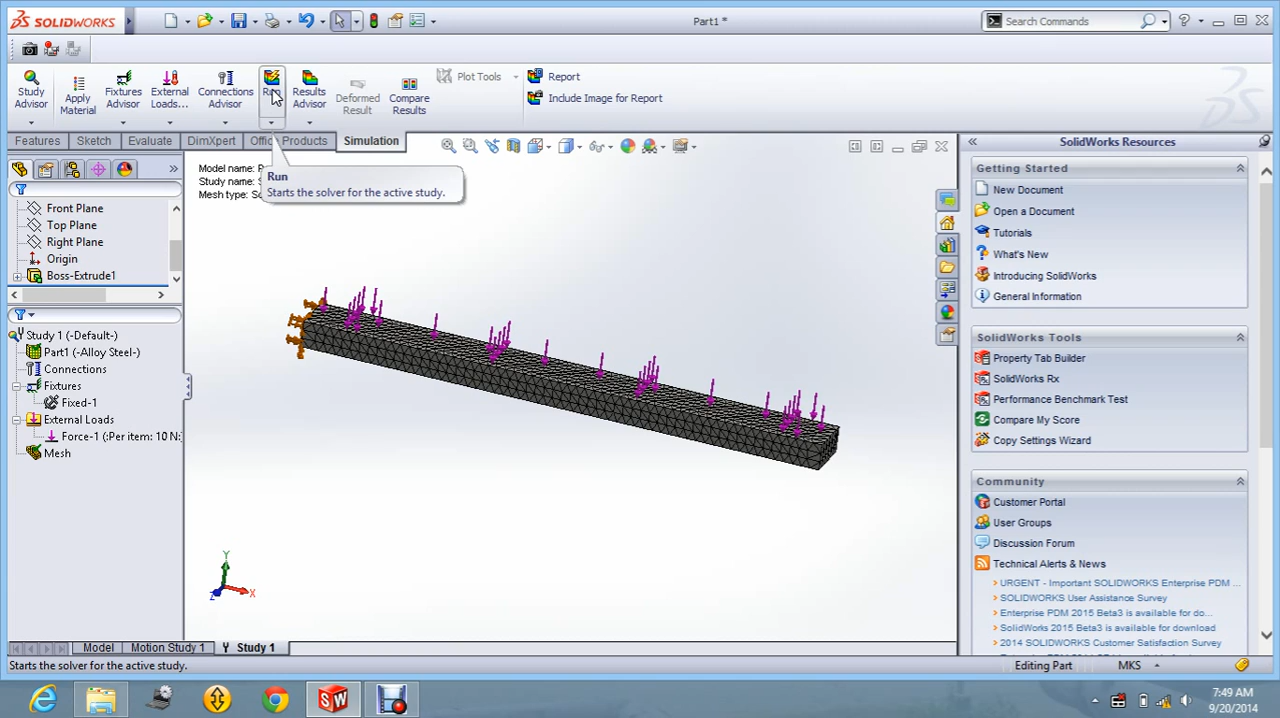 SOLIDWORKS
Part1 *
Search Commands
Study Advisor
Apply Material
Fixtures Advisor
External Loads...
Connections Advisor
Results Advisor
Deformed Result
Compare Results
Plot Tools
Report
Include Image for Report
Features
Sketch
Evaluate
DimXpert
Products
Simulation
Model name:
Study name:
Mesh type:
Run
Starts the solver for the active study.
Front Plane
Top Plane
Right Plane
Origin
Boss-Extrude1
Study 1 (-Default-)
Part1 (-Alloy Steel-)
Connections
Fixtures
Fixed-1
External Loads
Force-1 (:Per item: 10 N:
Mesh
Y
X
Z
SolidWorks Resources
Getting Started
New Document
Open a Document
Tutorials
What's New
Introducing SolidWorks
General Information
SolidWorks Tools
Property Tab Builder
SolidWorks Rx
Performance Benchmark Test
Compare My Score
Copy Settings Wizard
Community
Customer Portal
User Groups
Discussion Forum
Technical Alerts & News
URGENT - Important SOLIDWORKS Enterprise PDM ...
SOLIDWORKS User Assistance Survey
Enterprise PDM 2015 Beta3 is available for do...
SolidWorks 2015 Beta3 is available for download
2014 SOLIDWORKS Customer Satisfaction Survey
Model
Motion Study 1
Study 1
Starts the solver for the active study.
Editing Part
MKS
7:49 AM
9/20/2014